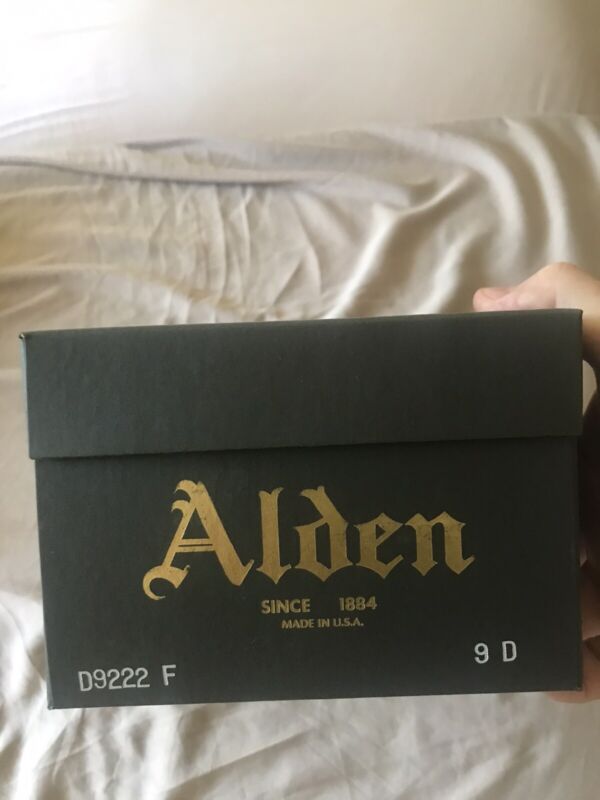 Alden
SINCE 1884
MADE IN U.S.A.
D9222 F
9 D